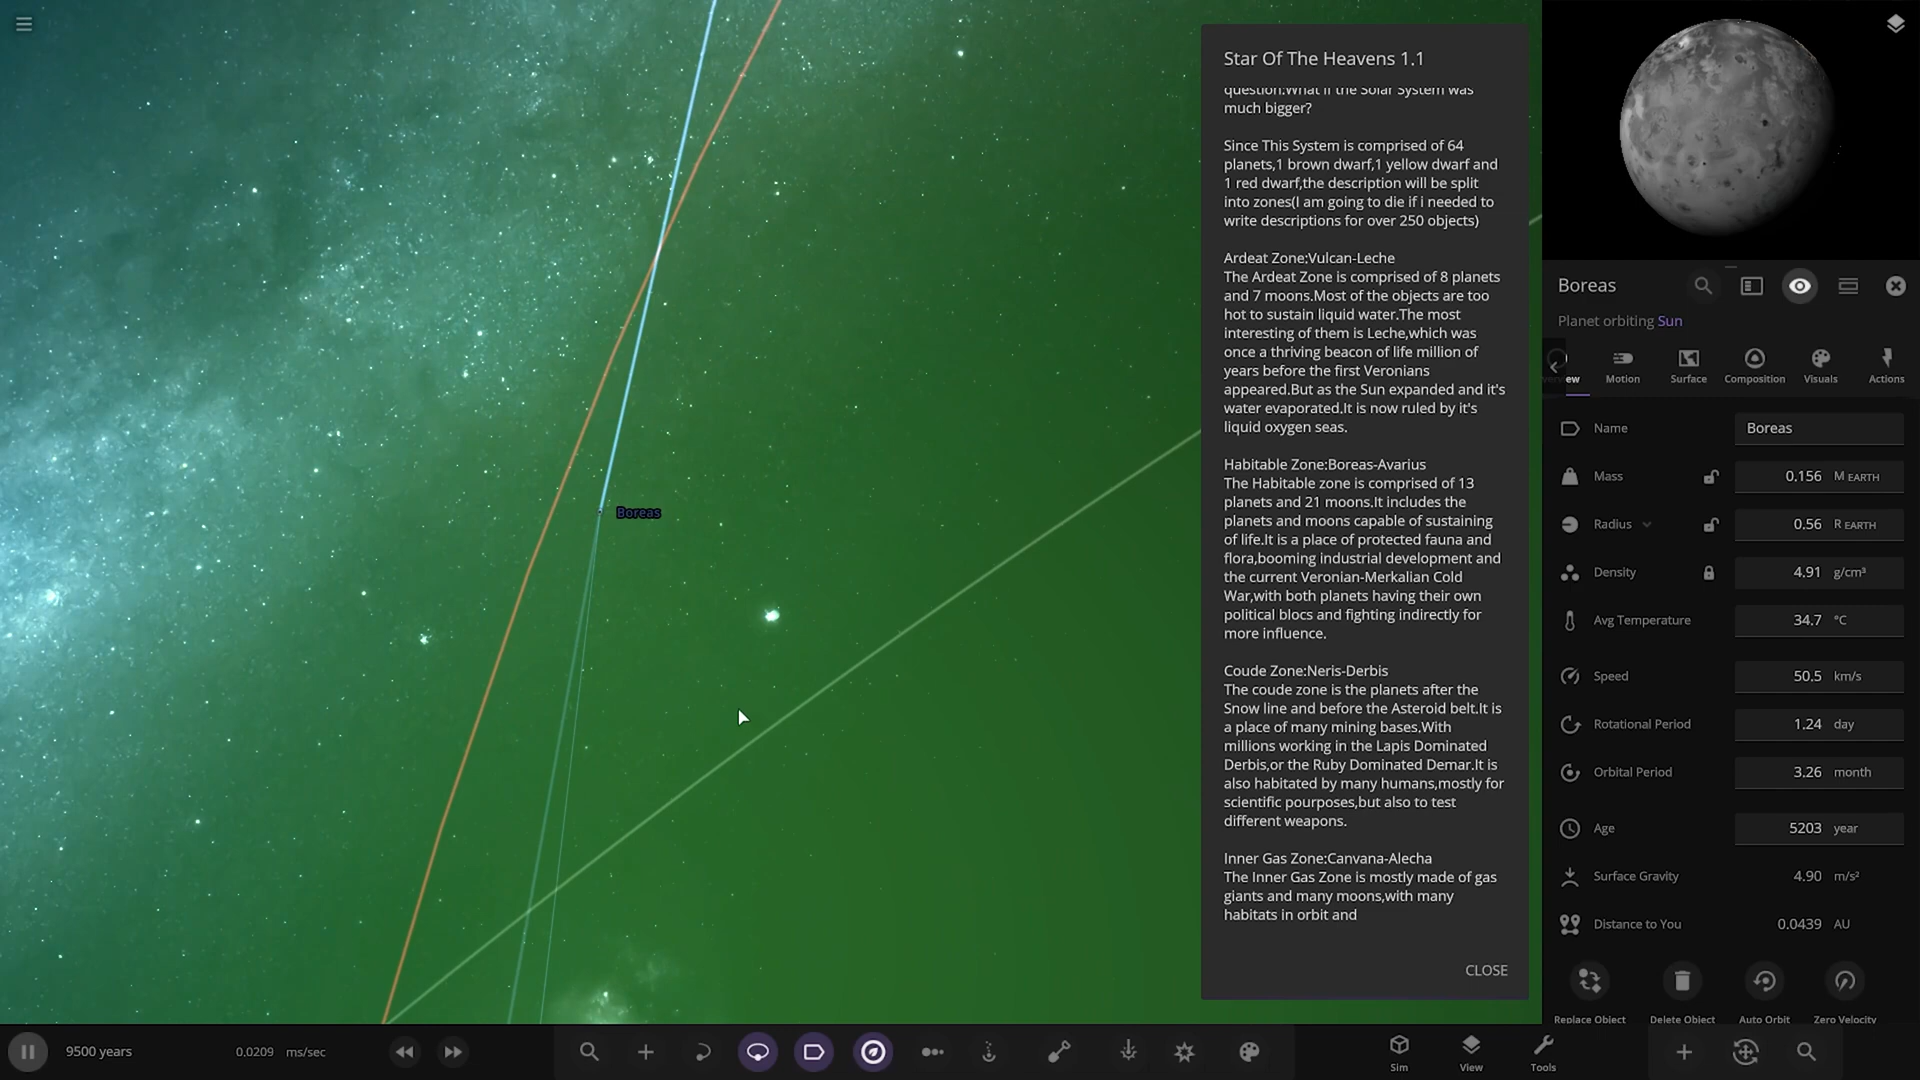 Star Of The Heavens 1.1
question:What if the Solar System was
much bigger?
Since This System is comprised of 64
planets,1 brown dwarf,1 yellow dwarf and
1 red dwarf,the description will be split
into zones(I am going to die if i needed to
write descriptions for over 250 objects)
Ardeat Zone:Vulcan-Leche
The Ardeat Zone is comprised of 8 planets
and 7 moons.Most of the objects are too
hot to sustain liquid water.The most
interesting of them is Leche,which was
once a thriving beacon of life million of
years before the first Veronians
appeared.But as the Sun expanded and it's
water evaporated.It is now ruled by it's
liquid oxygen seas.
Habitable Zone:Boreas-Avarius
The Habitable zone is comprised of 13
planets and 21 moons.It includes the
planets and moons capable of sustaining
of life.It is a place of protected fauna and
flora,booming industrial development and
the current Veronian-Merkalian Cold
War,with both planets having their own
political blocs and fighting indirectly for
more influence.
Coude Zone:Neris-Derbis
The coude zone is the planets after the
Snow line and before the Asteroid belt.It is
a place of many mining bases.With
millions working in the Lapis Dominated
Derbis,or the Ruby Dominated Demar.It is
also habitated by many humans,mostly for
scientific pourposes,but also to test
different weapons.
Inner Gas Zone:Canvana-Alecha
The Inner Gas Zone is mostly made of gas
giants and many moons,with many
habitats in orbit and
CLOSE
Boreas
Boreas
Planet orbiting Sun
Motion
Surface
Composition
Visuals
Actions
Name Boreas
Mass 0.156 M EARTH
Radius 0.56 R EARTH
Density 4.91 g/cm³
Avg Temperature 34.7 °C
Speed 50.5 km/s
Rotational Period 1.24 day
Orbital Period 3.26 month
Age 5203 year
Surface Gravity 4.90 m/s²
Distance to You 0.0439 AU
Replace Object
Delete Object
Auto Orbit
Zero Velocity
9500 years
0.0209 ms/sec
Sim
View
Tools